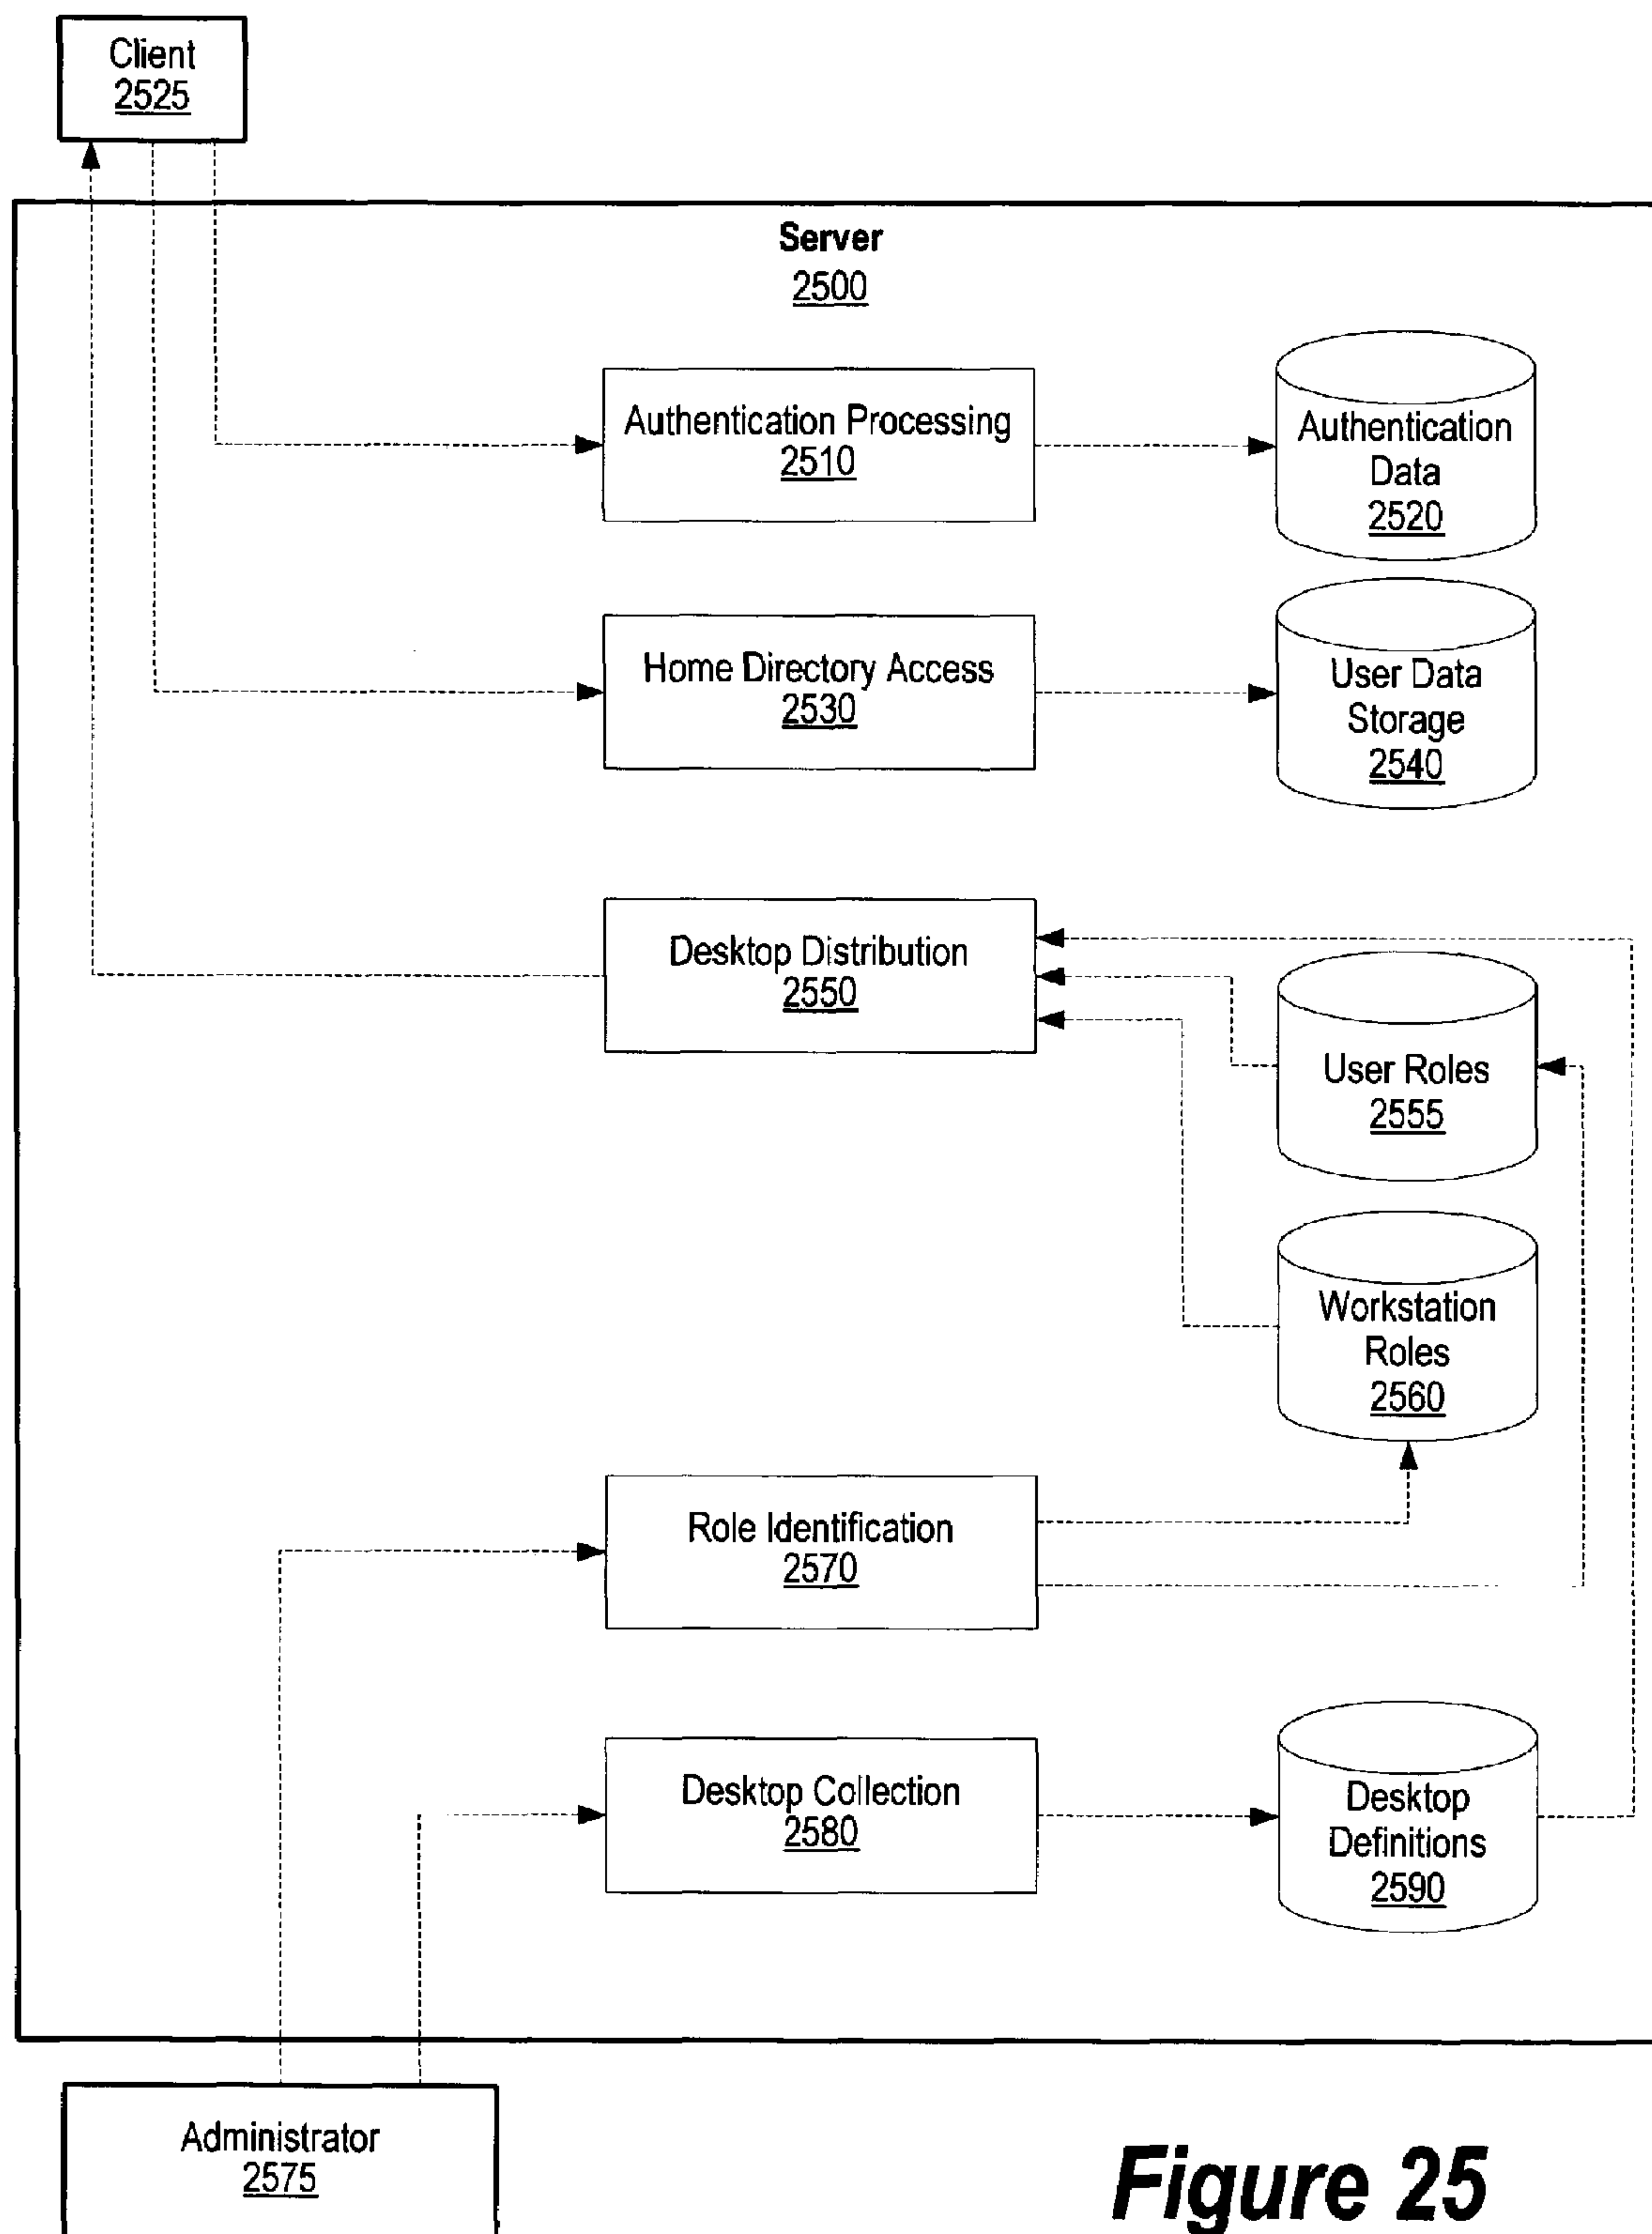 Client
2525
Server
2500
Authentication Processing
2510
Authentication
Data
2520
Home Directory Access
2530
User Data
Storage
2540
Desktop Distribution
2550
User Roles
2555
Workstation
Roles
2560
Role Identification
2570
Desktop Collection
2580
Desktop
Definitions
2590
Administrator
2575
Figure 25